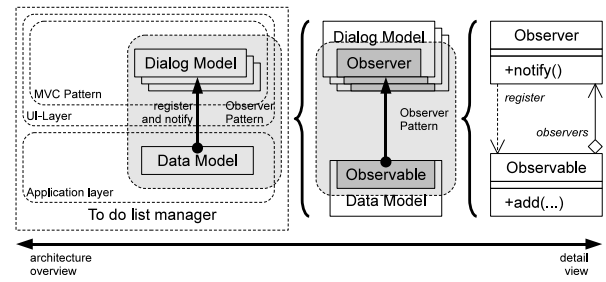 Dialog Model
MVC Pattern
register
and notify
Observer
Pattern
UI-Layer
Data Model
Application layer
To do list manager
Dialog Model
Observer
Observer
Pattern
Observable
Data Model
Observer
+notify()
register
observers
Observable
+add(...)
architecture
overview
detail
view